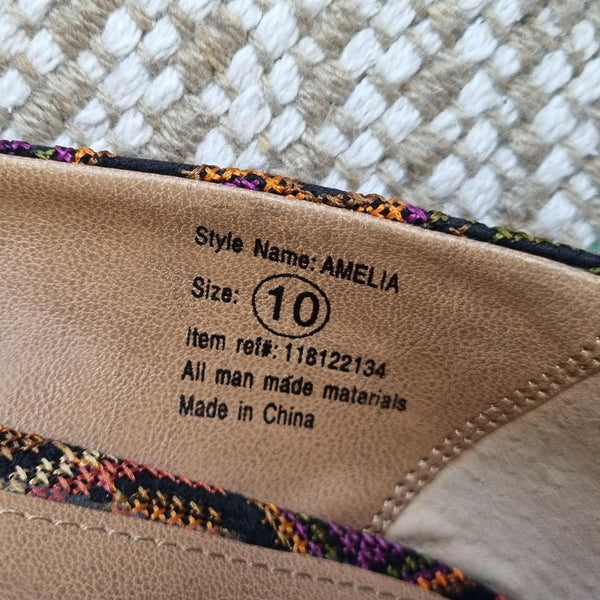 Style Name: AMELIA
Size: 10
Item ref#: 118122134
All man made materials
Made in China